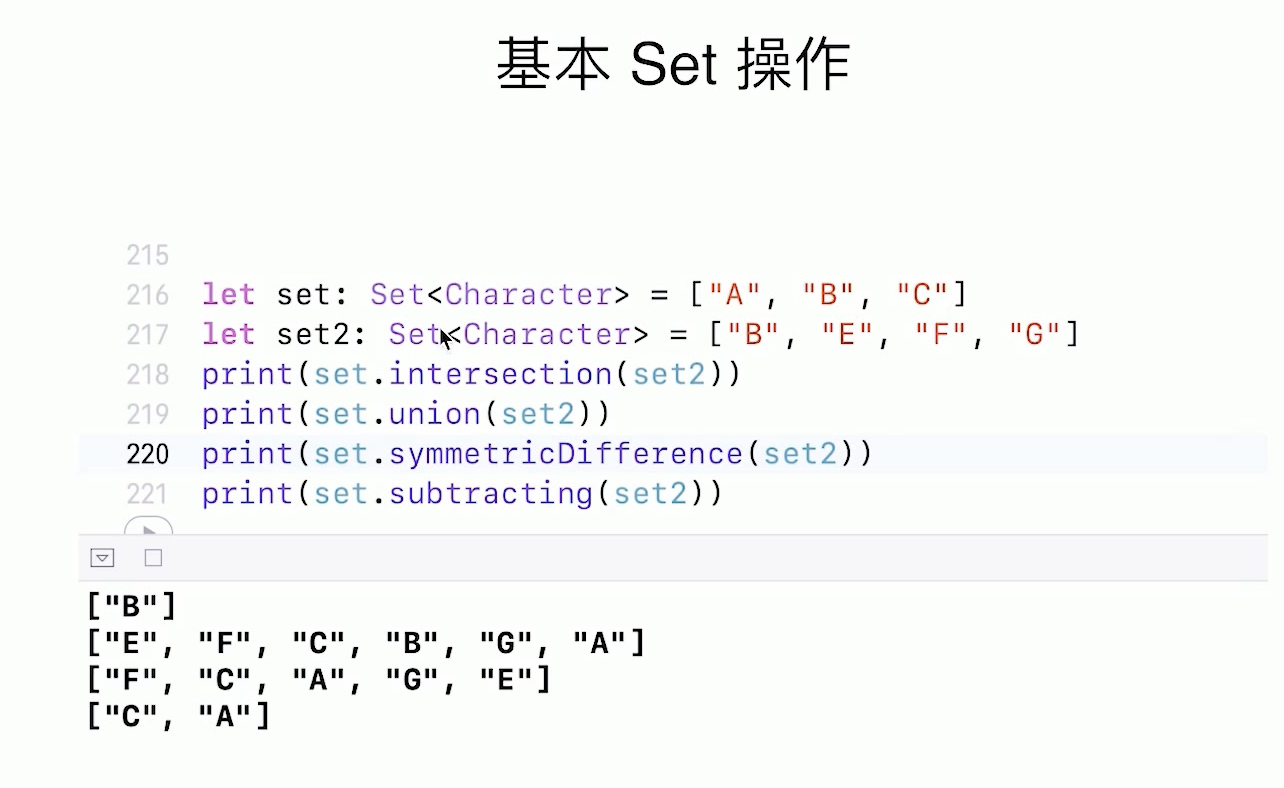 基本 Set 操作
215
216 let set: Set<Character> = ["A", "B", "C"]
217 let set2: Set<Character> = ["B", "E", "F", "G"]
218 print(set.intersection(set2))
219 print(set.union(set2))
220 print(set.symmetricDifference(set2))
221 print(set.subtracting(set2))
["B"]
["E", "F", "C", "B", "G", "A"]
["F", "C", "A", "G", "E"]
["C", "A"]